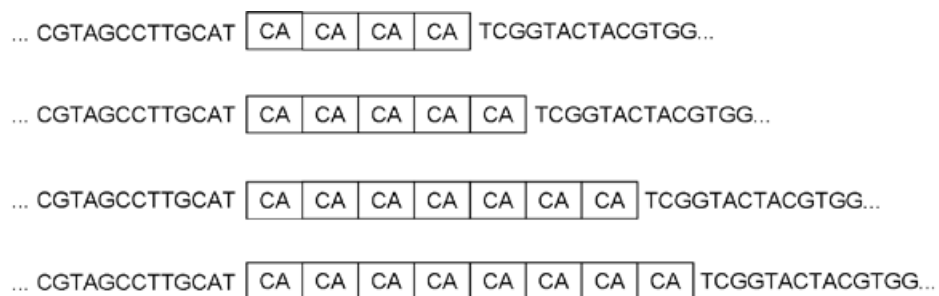 ... CGTAGCCTTGCAT CA CA CA CA TCGGTACTACGTGG...
... CGTAGCCTTGCAT CA CA CA CA CA TCGGTACTACGTGG...
... CGTAGCCTTGCAT CA CA CA CA CA CA CA TCGGTACTACGTGG...
... CGTAGCCTTGCAT CA CA CA CA CA CA CA CA TCGGTACTACGTGG...